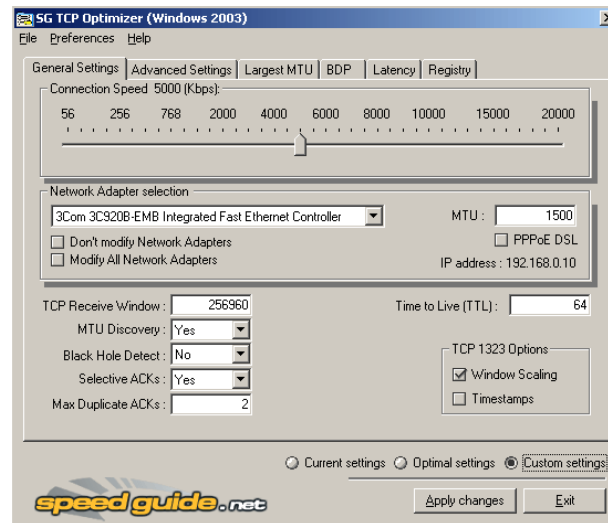 SG TCP Optimizer (Windows 2003)
File Preferences Help
General Settings Advanced Settings Largest MTU BDP Latency Registry
Connection Speed 5000 (Kbps):
56 256 768 2000 4000 6000 8000 10000 15000 20000
Network Adapter selection
3Com 3C920B-EMB Integrated Fast Ethernet Controller
MTU : 1500
Don't modify Network Adapters
PPPoE DSL
Modify All Network Adapters
IP address : 192.168.0.10
TCP Receive Window : 256960
Time to Live (TTL) : 64
MTU Discovery : Yes
Black Hole Detect : No
Selective ACKs : Yes
Max Duplicate ACKs : 2
TCP 1323 Options
Window Scaling
Timestamps
Current settings Optimal settings Custom settings
speedguide.net
Apply changes Exit